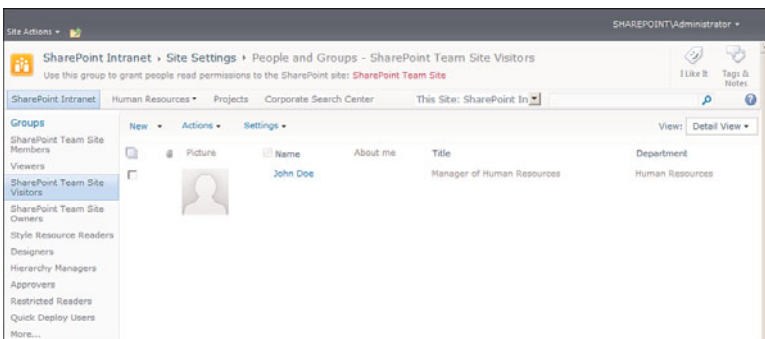 Site Actions
SHAREPOINT\Administrator
SharePoint Intranet › Site Settings › People and Groups - SharePoint Team Site Visitors
Use this group to grant people read permissions to the SharePoint site: SharePoint Team Site
I Like It
Tags &
Notes
SharePoint Intranet Human Resources Projects Corporate Search Center This Site: SharePoint In
Groups
SharePoint Team Site
Members
Viewers
SharePoint Team Site
Visitors
SharePoint Team Site
Owners
Style Resource Readers
Designers
Hierarchy Managers
Approvers
Restricted Readers
Quick Deploy Users
More...
New Actions Settings View: Detail View
Picture Name About me Title Department
John Doe Manager of Human Resources Human Resources